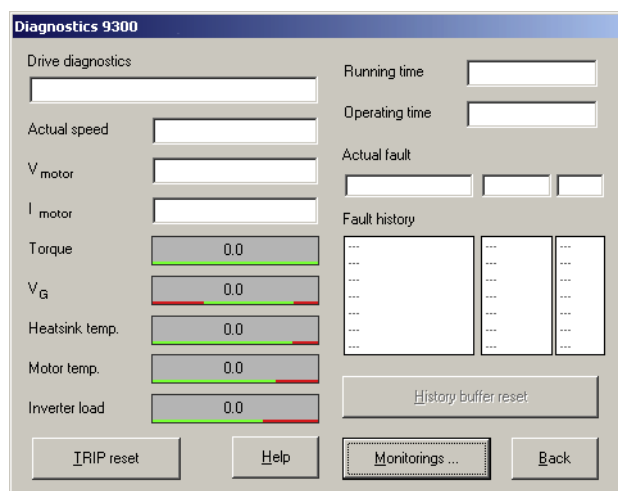 Diagnostics 9300
Drive diagnostics
Actual speed
V motor
I motor
Torque 0.0
VG 0.0
Heatsink temp. 0.0
Motor temp. 0.0
Inverter load 0.0
Running time
Operating time
Actual fault
Fault history
--- --- ---
--- --- ---
--- --- ---
--- --- ---
--- --- ---
--- --- ---
--- --- ---
History buffer reset
TRIP reset
Help
Monitorings ...
Back